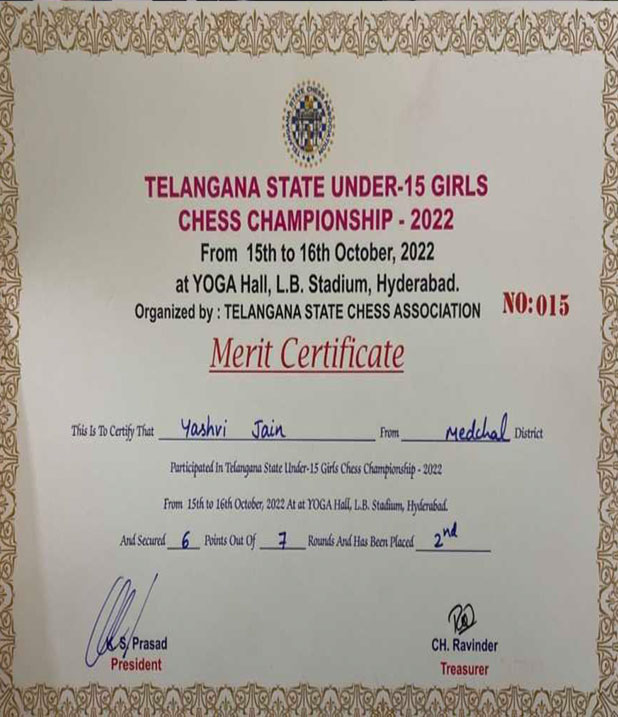 TELANGANA STATE CHESS ASSOCIATION
TELANGANA STATE UNDER-15 GIRLS
CHESS CHAMPIONSHIP - 2022
From 15th to 16th October, 2022
at YOGA Hall, L.B. Stadium, Hyderabad.
Organized by : TELANGANA STATE CHESS ASSOCIATION
NO:015
Merit Certificate
This Is To Certify That Yashvi Jain From Medchal District
Participated In Telangana State Under-15 Girls Chess Championship - 2022
From 15th to 16th October, 2022 At at YOGA Hall, L.B. Stadium, Hyderabad.
And Secured 6 Points Out Of 7 Rounds And Has Been Placed 2nd
K S, Prasad
President
CH. Ravinder
Treasurer